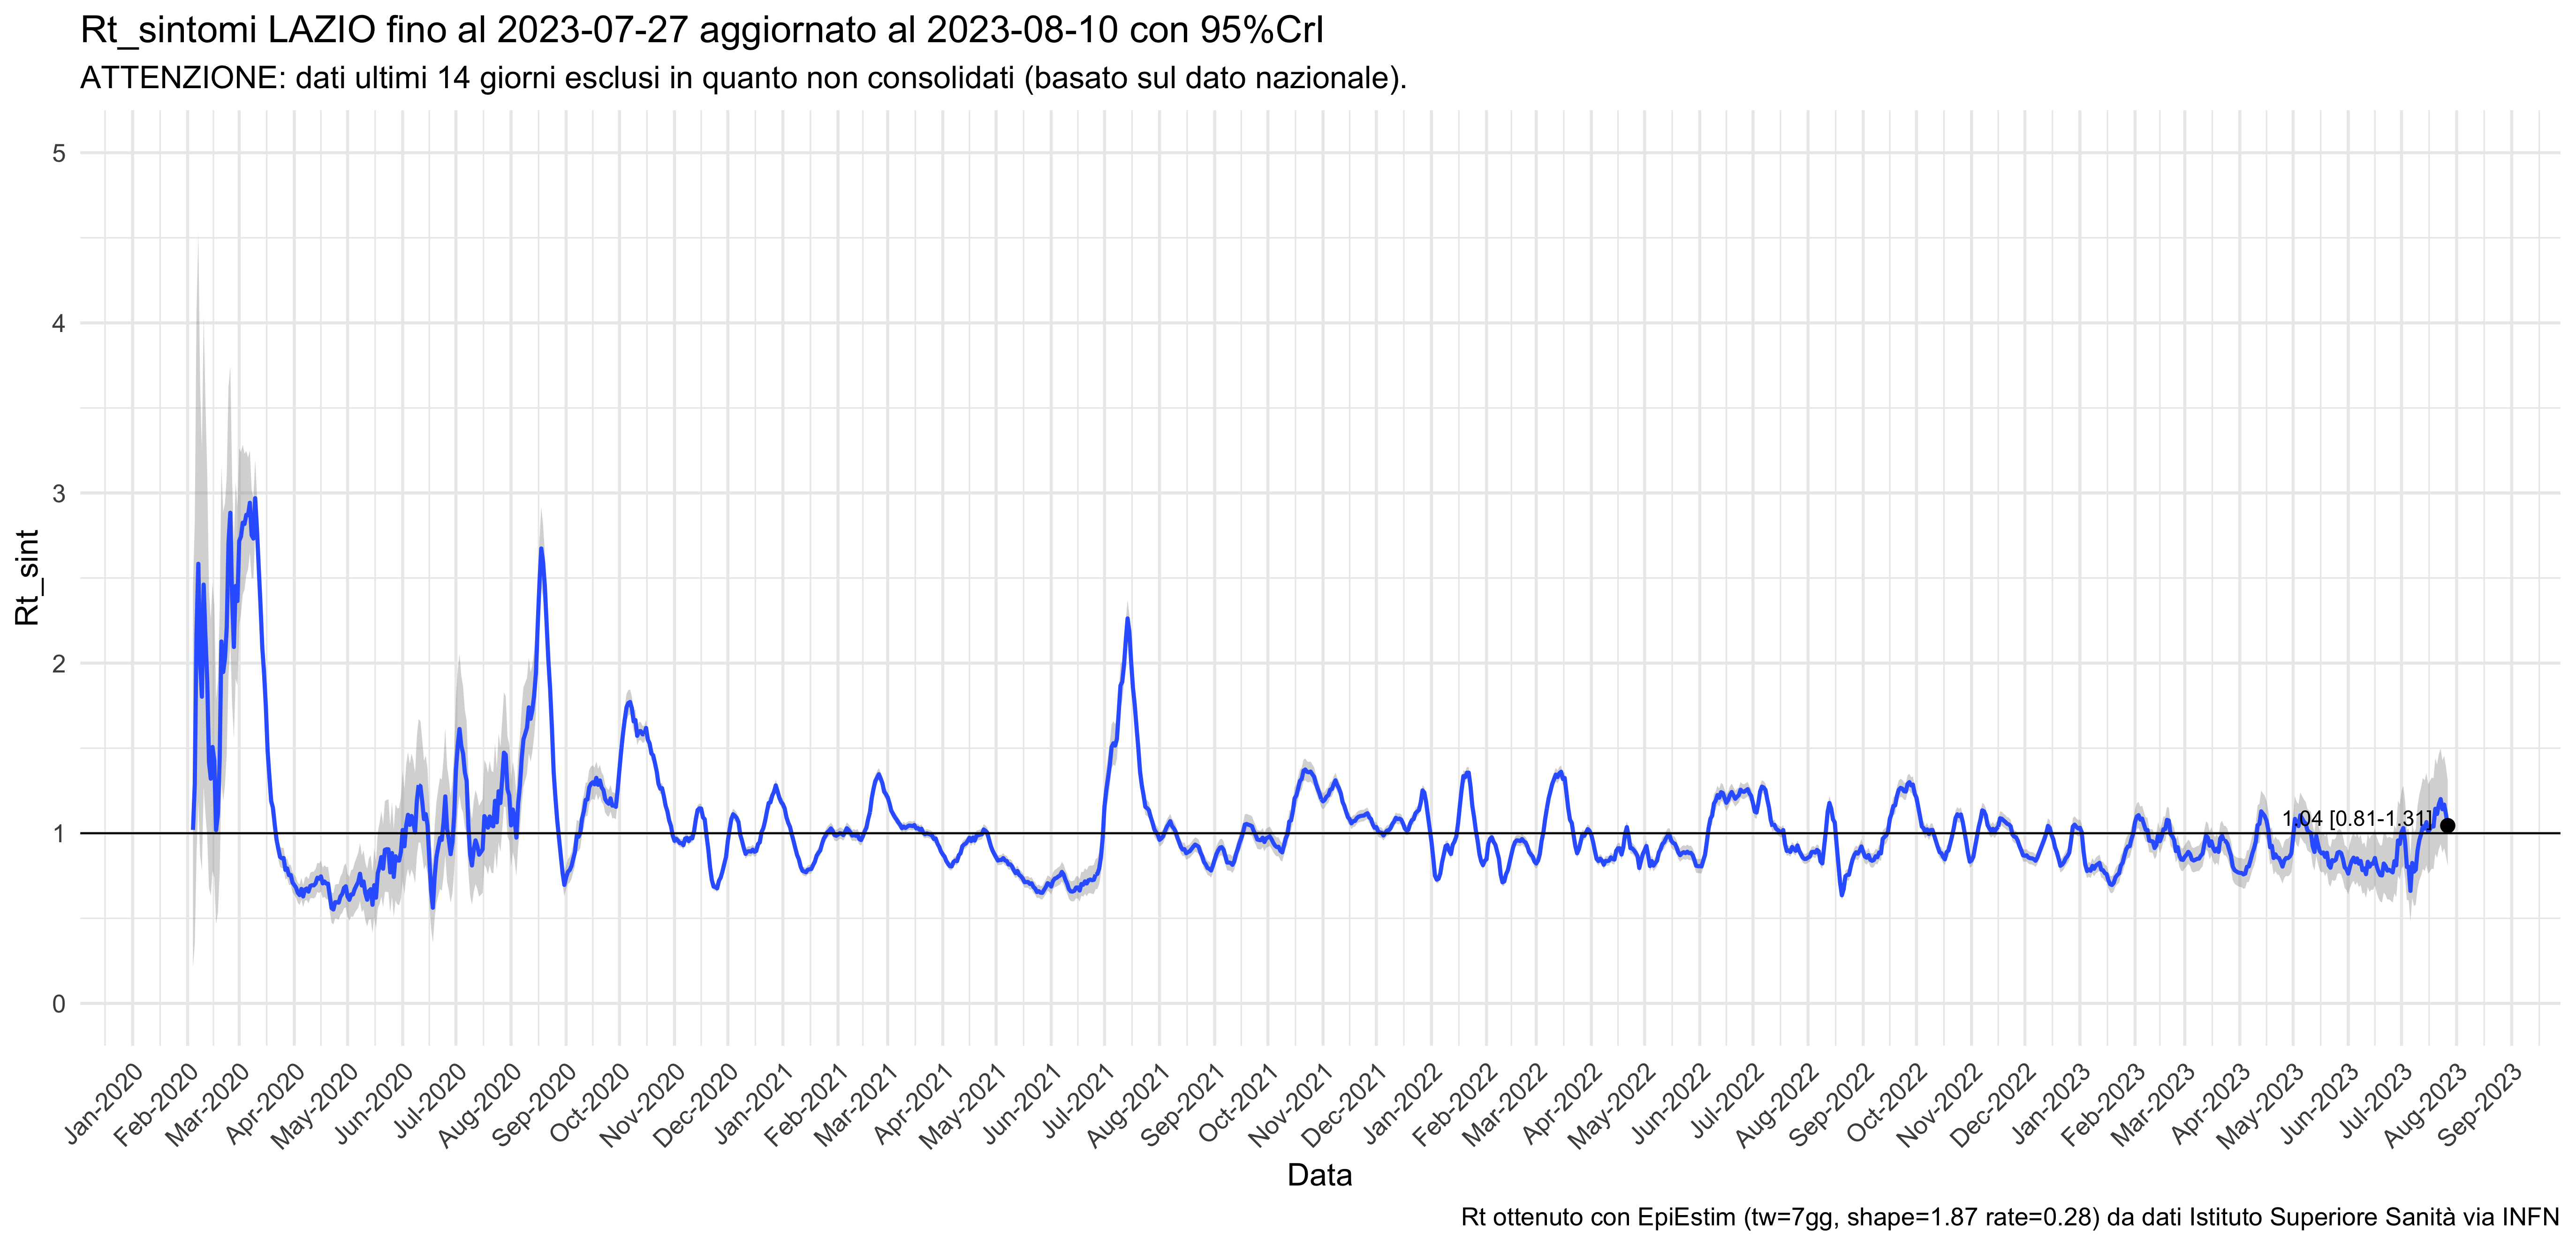 Rt_sintomi LAZIO fino al 2023-07-27 aggiornato al 2023-08-10 con 95%CrI
ATTENZIONE: dati ultimi 14 giorni esclusi in quanto non consolidati (basato sul dato nazionale).
Rt_sint
5
4
3
2
1
0
1.04 [0.81-1.31]
Jan-2020
Feb-2020
Mar-2020
Apr-2020
May-2020
Jun-2020
Jul-2020
Aug-2020
Sep-2020
Oct-2020
Nov-2020
Dec-2020
Jan-2021
Feb-2021
Mar-2021
Apr-2021
May-2021
Jun-2021
Jul-2021
Aug-2021
Sep-2021
Oct-2021
Nov-2021
Dec-2021
Jan-2022
Feb-2022
Mar-2022
Apr-2022
May-2022
Jun-2022
Jul-2022
Aug-2022
Sep-2022
Oct-2022
Nov-2022
Dec-2022
Jan-2023
Feb-2023
Mar-2023
Apr-2023
May-2023
Jun-2023
Jul-2023
Aug-2023
Sep-2023
Data
Rt ottenuto con EpiEstim (tw=7gg, shape=1.87 rate=0.28) da dati Istituto Superiore Sanità via INFN